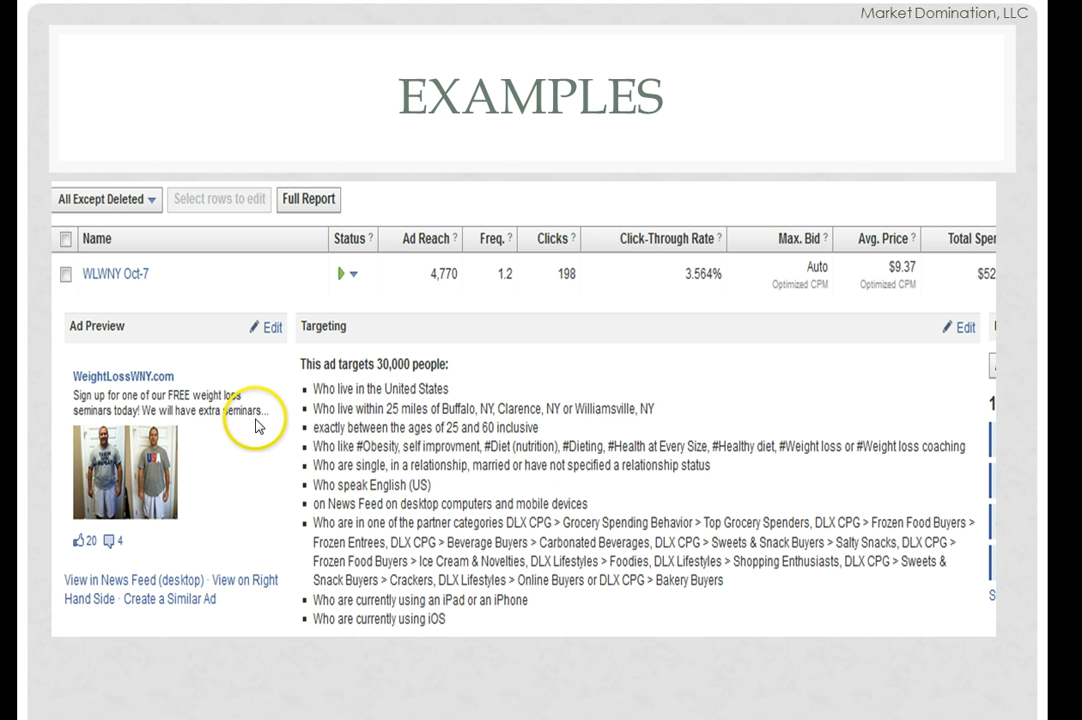 Market Domination, LLC
EXAMPLES
All Except Deleted Select rows to edit Full Report
Name Status ? Ad Reach ? Freq. ? Clicks ? Click-Through Rate ? Max. Bid ? Avg. Price ? Total Spen
WLWNY Oct-7 4,770 1.2 198 3.564% Auto $9.37 $52
Optimized CPM Optimized CPM
Ad Preview Edit Targeting Edit
This ad targets 30,000 people:
WeightLossWNY.com
Sign up for one of our FREE weight loss
seminars today! We will have extra seminars...
20 4
View in News Feed (desktop) · View on Right
Hand Side · Create a Similar Ad
Who live in the United States
Who live within 25 miles of Buffalo, NY, Clarence, NY or Williamsville, NY
exactly between the ages of 25 and 60 inclusive
Who like #Obesity, self improvment, #Diet (nutrition), #Dieting, #Health at Every Size, #Healthy diet, #Weight loss or #Weight loss coaching
Who are single, in a relationship, married or have not specified a relationship status
Who speak English (US)
on News Feed on desktop computers and mobile devices
Who are in one of the partner categories DLX CPG > Grocery Spending Behavior > Top Grocery Spenders, DLX CPG > Frozen Food Buyers >
Frozen Entrees, DLX CPG > Beverage Buyers > Carbonated Beverages, DLX CPG > Sweets & Snack Buyers > Salty Snacks, DLX CPG >
Frozen Food Buyers > Ice Cream & Novelties, DLX Lifestyles > Foodies, DLX Lifestyles > Shopping Enthusiasts, DLX CPG > Sweets &
Snack Buyers > Crackers, DLX Lifestyles > Online Buyers or DLX CPG > Bakery Buyers
Who are currently using an iPad or an iPhone
Who are currently using iOS